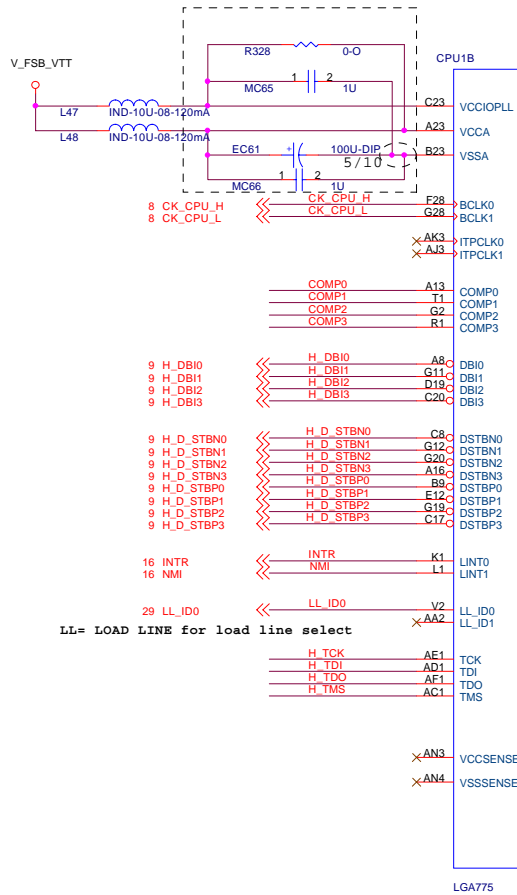 R328 0-O
V_FSB_VTT
CPU1B
MC65 1 2 1U
L47 IND-10U-08-120mA C23 VCCIOPLL
A23 VCCA
L48 IND-10U-08-120mA
EC61 + 100U-DIP B23 VSSA
5/10
MC66 1 2 1U
8 CK_CPU_H CK_CPU_H F28 BCLK0
8 CK_CPU_L CK_CPU_L G28 BCLK1
AK3 ITPCLK0
AJ3 ITPCLK1
COMP0 A13 COMP0
COMP1 T1 COMP1
COMP2 G2 COMP2
COMP3 R1 COMP3
9 H_DBI0 H_DBI0 A8 DBI0
9 H_DBI1 H_DBI1 G11 DBI1
9 H_DBI2 H_DBI2 D19 DBI2
9 H_DBI3 H_DBI3 C20 DBI3
9 H_D_STBN0 H_D_STBN0 C8 DSTBN0
9 H_D_STBN1 H_D_STBN1 G12 DSTBN1
9 H_D_STBN2 H_D_STBN2 G20 DSTBN2
9 H_D_STBN3 H_D_STBN3 A16 DSTBN3
9 H_D_STBP0 H_D_STBP0 B9 DSTBP0
9 H_D_STBP1 H_D_STBP1 E12 DSTBP1
9 H_D_STBP2 H_D_STBP2 G19 DSTBP2
9 H_D_STBP3 H_D_STBP3 C17 DSTBP3
16 INTR INTR K1 LINT0
16 NMI NMI L1 LINT1
29 LL_ID0 LL_ID0 V2 LL_ID0
AA2 LL_ID1
LL= LOAD LINE for load line select
H_TCK AE1 TCK
H_TDI AD1 TDI
H_TDO AF1 TDO
H_TMS AC1 TMS
AN3 VCCSENSE
AN4 VSSSENSE
LGA775